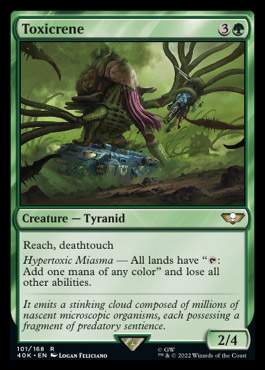 Toxicrene 3
Creature — Tyranid
Reach, deathtouch
Hypertoxic Miasma — All lands have “: 
Add one mana of any color” and lose all
other abilities.
It emits a stinking cloud composed of millions of
nascent microscopic organisms, each possessing a
fragment of predatory sentience.
2/4
101/168 R
40K • EN LOGAN FELICIANO
© GW
™ & © 2022 Wizards of the Coast